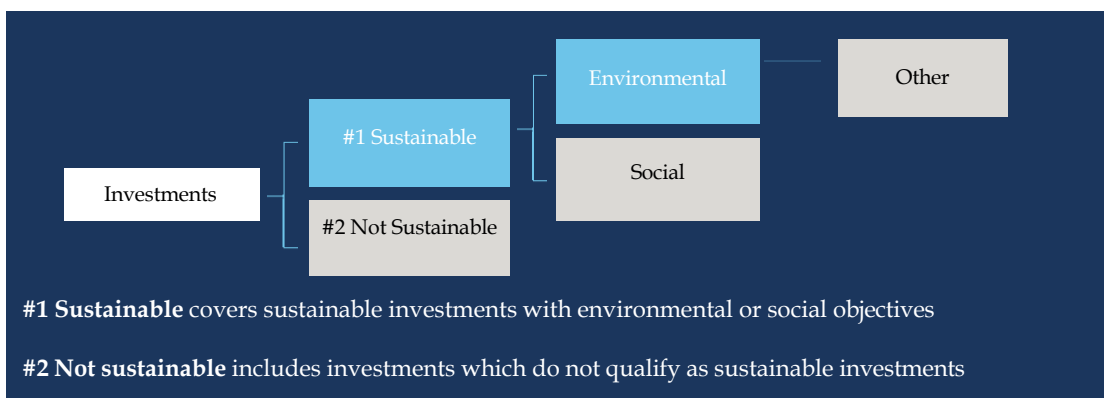 Environmental
Other
#1 Sustainable
Social
Investments
#2 Not Sustainable
#1 Sustainable covers sustainable investments with environmental or social objectives
#2 Not sustainable includes investments which do not qualify as sustainable investments